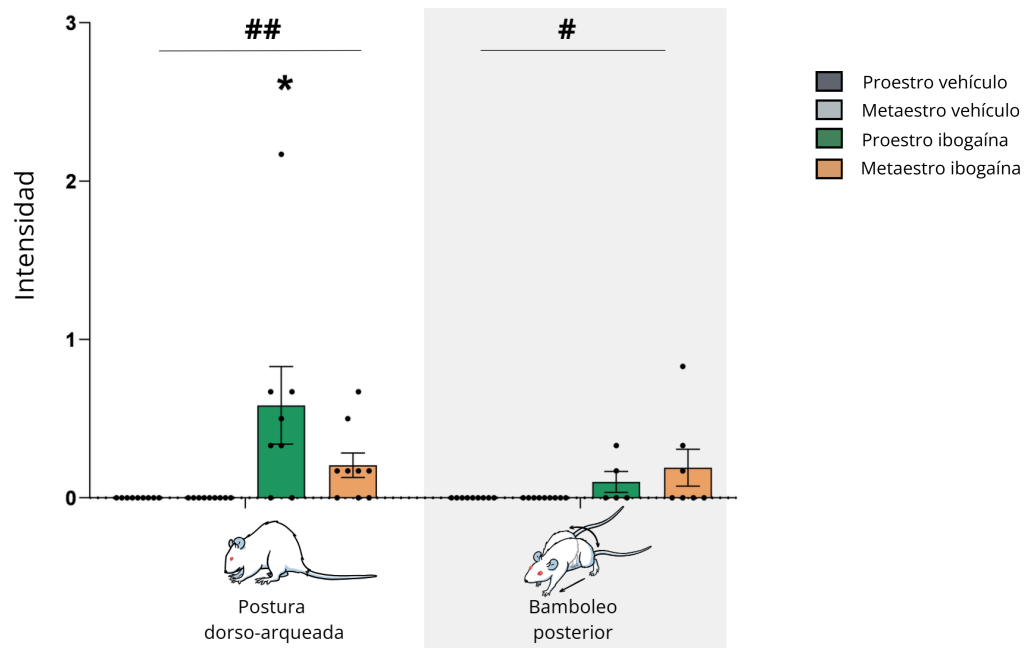 3
##
#
*
2
1
0
Intensidad
Proestro vehículo
Metaestro vehículo
Proestro ibogaína
Metaestro ibogaína
Postura
dorso-arqueada
Bamboleo
posterior